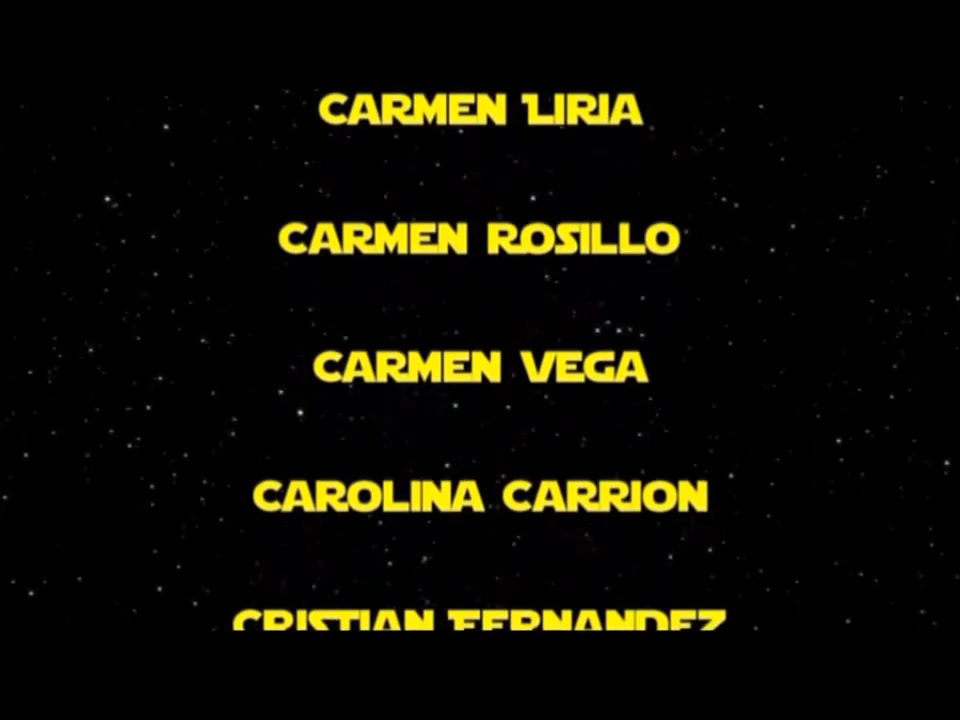 CARMEN LIRIA
CARMEN ROSILLO
CARMEN VEGA
CAROLINA CARRION
CRISTIAN FERNANDEZ